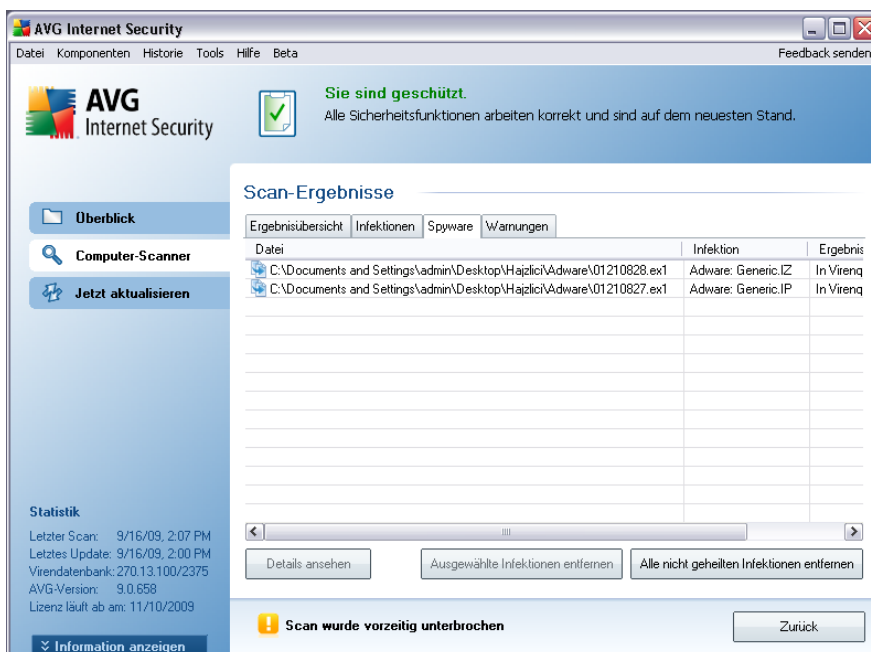 AVG Internet Security
Datei Komponenten Historie Tools Hilfe Beta Feedback senden
AVG
Internet Security
Sie sind geschützt.
Alle Sicherheitsfunktionen arbeiten korrekt und sind auf dem neuesten Stand.
Überblick
Computer-Scanner
Jetzt aktualisieren
Scan-Ergebnisse
Ergebnisübersicht Infektionen Spyware Warnungen
Datei Infektion Ergebnis
C:\Documents and Settings\admin\Desktop\Hajzlici\Adware\01210828.ex1 Adware: Generic.IZ In Virenq
C:\Documents and Settings\admin\Desktop\Hajzlici\Adware\01210827.ex1 Adware: Generic.IP In Virenq
Details ansehen Ausgewählte Infektionen entfernen Alle nicht geheilten Infektionen entfernen
Statistik
Letzter Scan: 9/16/09, 2:07 PM
Letztes Update: 9/16/09, 2:00 PM
Virendatenbank: 270.13.100/2375
AVG-Version: 9.0.658
Lizenz läuft ab am: 11/10/2009
Information anzeigen
Scan wurde vorzeitig unterbrochen
Zurück